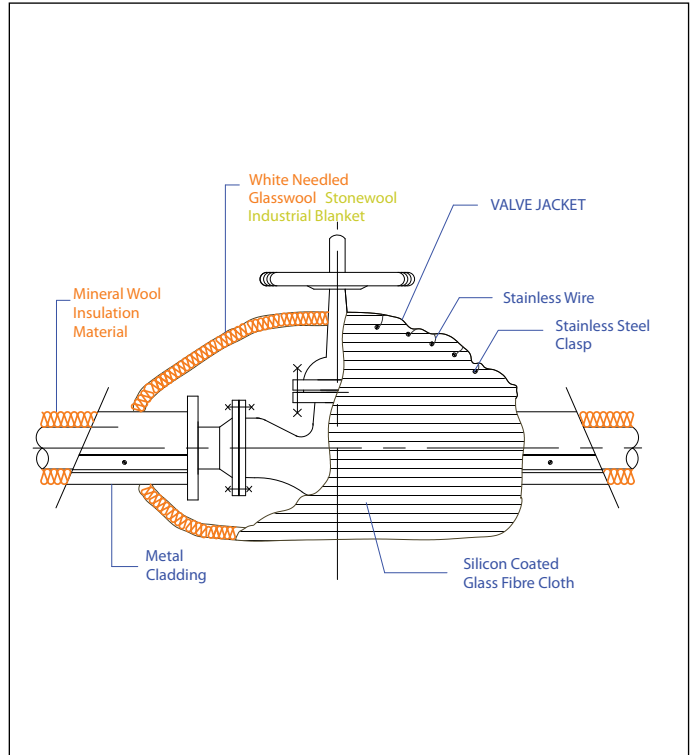 White Needled
Glasswool Stonewool
Industrial Blanket
VALVE JACKET
Mineral Wool
Insulation
Material
Stainless Wire
Stainless Steel
Clasp
Metal
Cladding
Silicon Coated
Glass Fibre Cloth